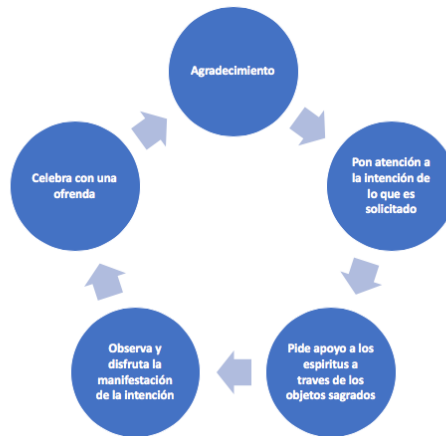 Agradecimiento
Pon atención a
la intención de
lo que es
solicitado
Pide apoyo a los
espiritus a
traves de los
objetos sagrados
Observa y
disfruta la
manifestación
de la intención
Celebra con una
ofrenda